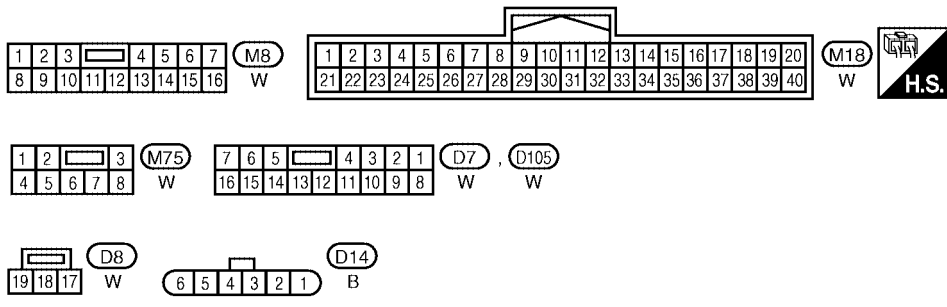 1 2 3 4 5 6 7 M8
8 9 10 11 12 13 14 15 16 W
1 2 3 4 5 6 7 8 9 10 11 12 13 14 15 16 17 18 19 20 M18
21 22 23 24 25 26 27 28 29 30 31 32 33 34 35 36 37 38 39 40 W
H.S.
1 2 3 M75
4 5 6 7 8 W
7 6 5 4 3 2 1 D7 , D105
16 15 14 13 12 11 10 9 8 W W
D8
19 18 17 W
D14
6 5 4 3 2 1 B